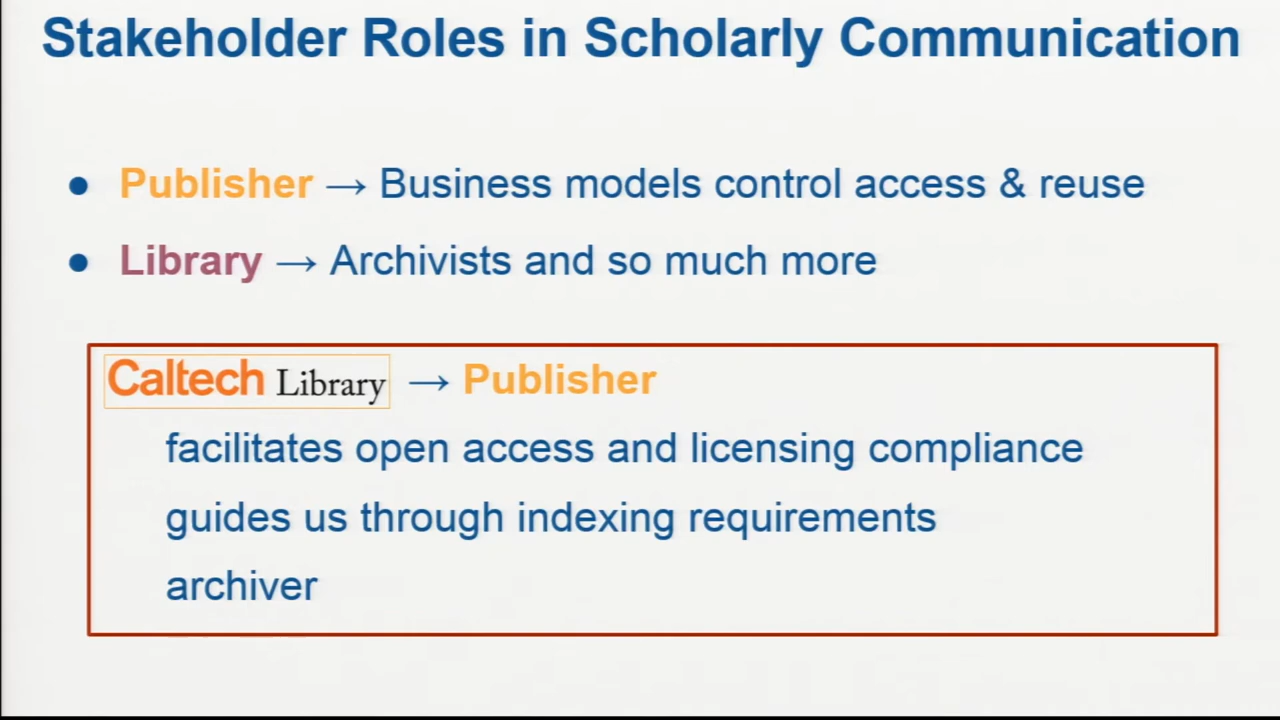 Stakeholder Roles in Scholarly Communication
● Publisher → Business models control access & reuse
● Library → Archivists and so much more
Caltech Library → Publisher
facilitates open access and licensing compliance
guides us through indexing requirements
archiver